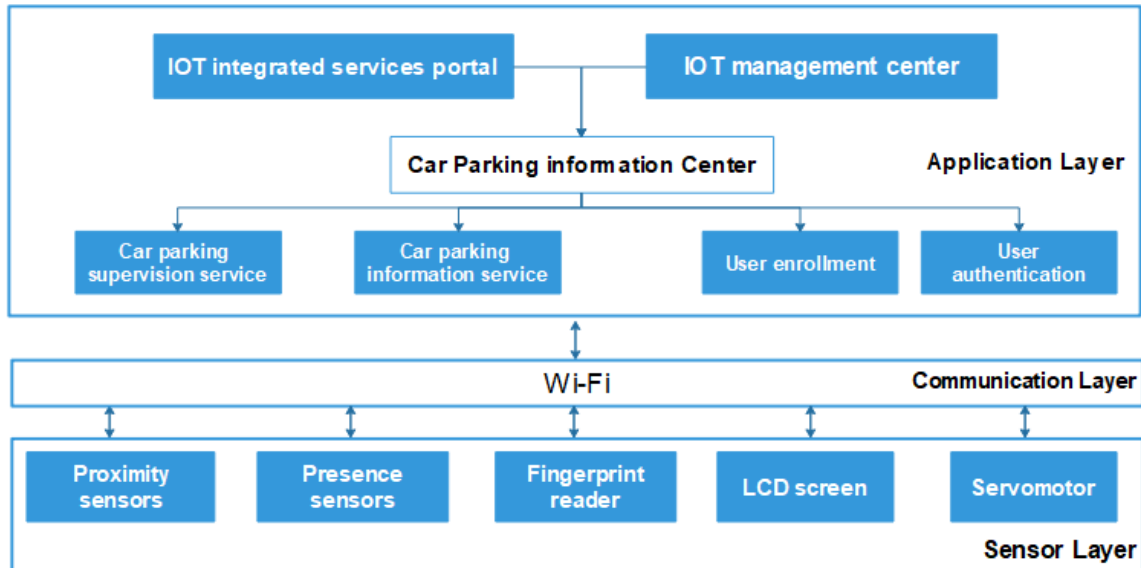 IOT integrated services portal
IOT management center
Car Parking information Center
Application Layer
Car parking
supervision service
Car parking
information service
User enrollment
User
authentication
Wi-Fi
Communication Layer
Proximity
sensors
Presence
sensors
Fingerprint
reader
LCD screen
Servomotor
Sensor Layer